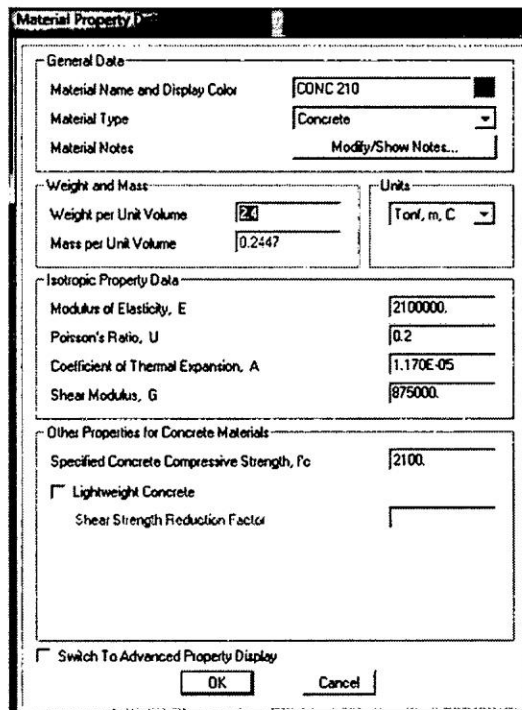 Material Property D
General Data
Material Name and Display Color CONC 210
Material Type Concrete
Material Notes Modify/Show Notes...
Weight and Mass Units
Weight per Unit Volume 2.4 Tonf, m, C
Mass per Unit Volume 0.2447
Isotropic Property Data
Modulus of Elasticity, E 2100000.
Poisson's Ratio, U 0.2
Coefficient of Thermal Expansion, A 1.170E-05
Shear Modulus, G 875000.
Other Properties for Concrete Materials
Specified Concrete Compressive Strength, f'c 2100.
Lightweight Concrete
Shear Strength Reduction Factor
Switch To Advanced Property Display
OK Cancel